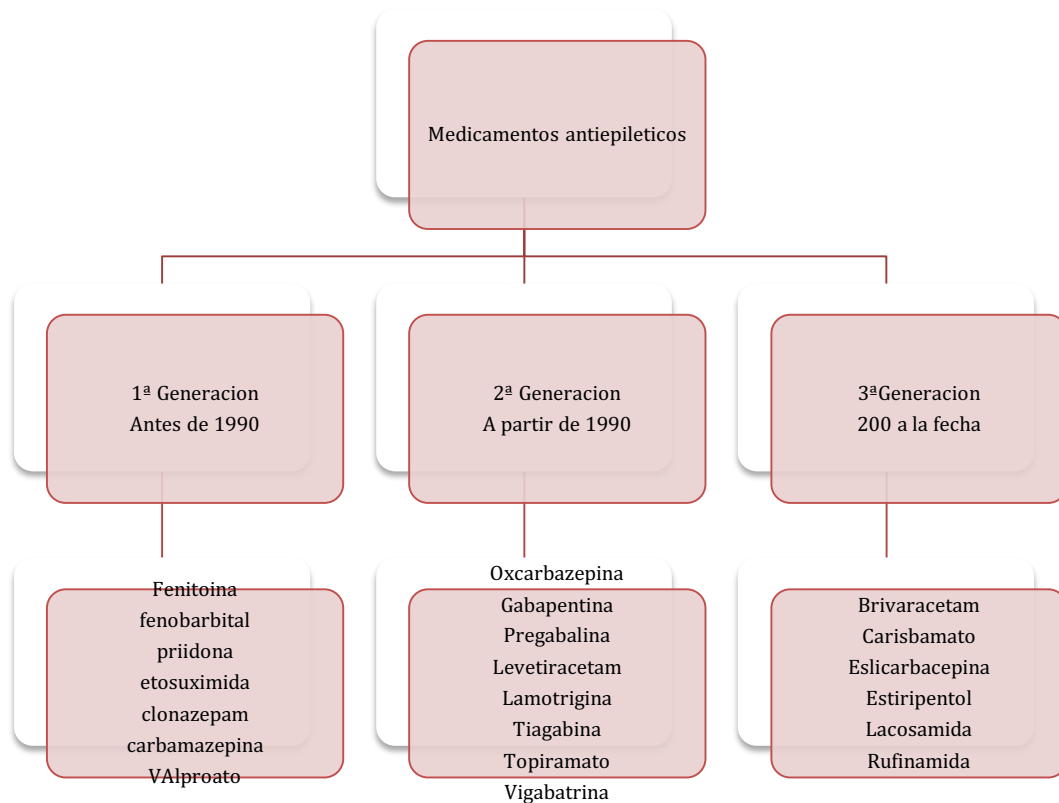 Medicamentos antiepileticos
1ª Generacion
Antes de 1990
2ª Generacion
A partir de 1990
3ªGeneracion
200 a la fecha
Fenitoina
fenobarbital
priidona
etosuximida
clonazepam
carbamazepina
VAlproato
Oxcarbazepina
Gabapentina
Pregabalina
Levetiracetam
Lamotrigina
Tiagabina
Topiramato
Vigabatrina
Brivaracetam
Carisbamato
Eslicarbacepina
Estiripentol
Lacosamida
Rufinamida